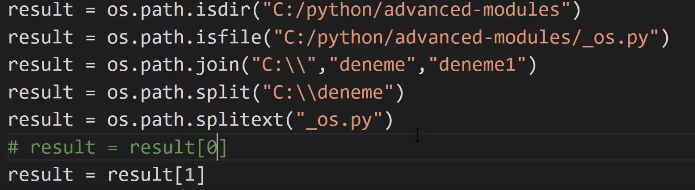 result = os.path.isdir("C:/python/advanced-modules")
result = os.path.isfile("C:/python/advanced-modules/_os.py")
result = os.path.join("C:\\","deneme","deneme1")
result = os.path.split("C:\\deneme")
result = os.path.splitext("_os.py")
# result = result[0]
result = result[1]